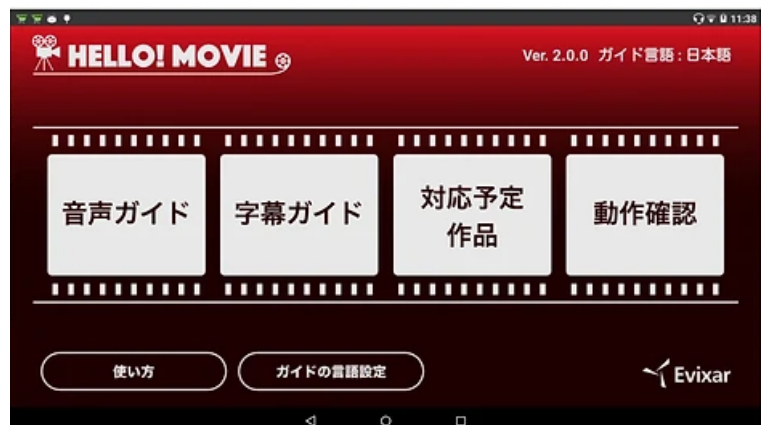 11:38
HELLO! MOVIE
Ver. 2.0.0 ガイド言語 : 日本語
音声ガイド
字幕ガイド
対応予定
作品
動作確認
使い方
ガイドの言語設定
Evixar